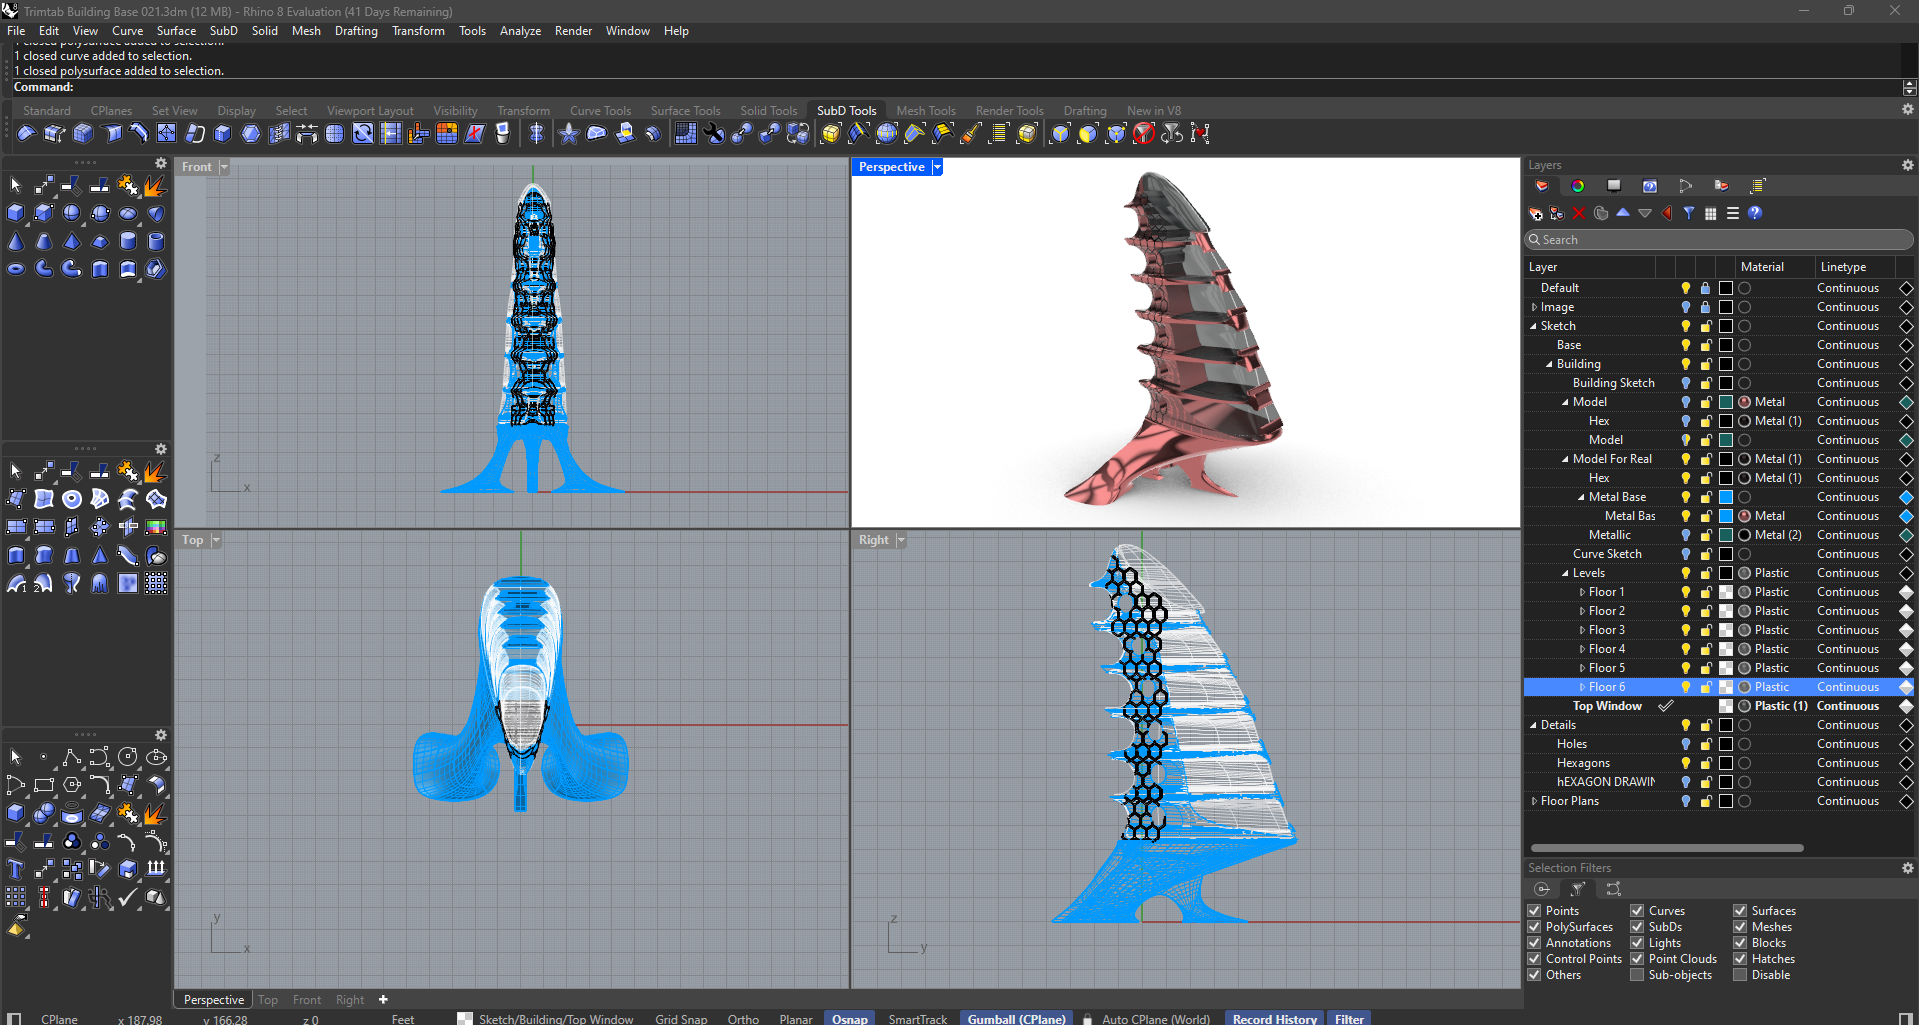 Trimtab Building Base 021.3dm (12 MB) - Rhino 8 Evaluation (41 Days Remaining)
File Edit View Curve Surface SubD Solid Mesh Drafting Transform Tools Analyze Render Window Help
1 closed polysurface added to selection.
1 closed curve added to selection.
1 closed polysurface added to selection.
Command:
Standard CPlanes Set View Display Select Viewport Layout Visibility Transform Curve Tools Surface Tools Solid Tools SubD Tools Mesh Tools Render Tools Drafting New in V8
Front
z
x
Perspective
Top
y
x
Right
z
y
Layers
Search
Layer Material Linetype
Default Continuous
Image Continuous
Sketch Continuous
Base Continuous
Building Continuous
Building Sketch Continuous
Model Metal Continuous
Hex Metal (1) Continuous
Model Continuous
Model For Real Metal (1) Continuous
Hex Metal (1) Continuous
Metal Base Continuous
Metal Bas Metal Continuous
Metallic Metal (2) Continuous
Curve Sketch Continuous
Levels Plastic Continuous
Floor 1 Plastic Continuous
Floor 2 Plastic Continuous
Floor 3 Plastic Continuous
Floor 4 Plastic Continuous
Floor 5 Plastic Continuous
Floor 6 Plastic Continuous
Top Window Plastic (1) Continuous
Details Continuous
Holes Continuous
Hexagons Continuous
hEXAGON DRAWIN Continuous
Floor Plans Continuous
Selection Filters
Points Curves Surfaces
PolySurfaces SubDs Meshes
Annotations Lights Blocks
Control Points Point Clouds Hatches
Others Sub-objects Disable
Perspective Top Front Right
CPlane x 187.98 y 166.28 z 0 Feet Sketch/Building/Top Window Grid Snap Ortho Planar Osnap SmartTrack Gumball (CPlane) Auto CPlane (World) Record History Filter